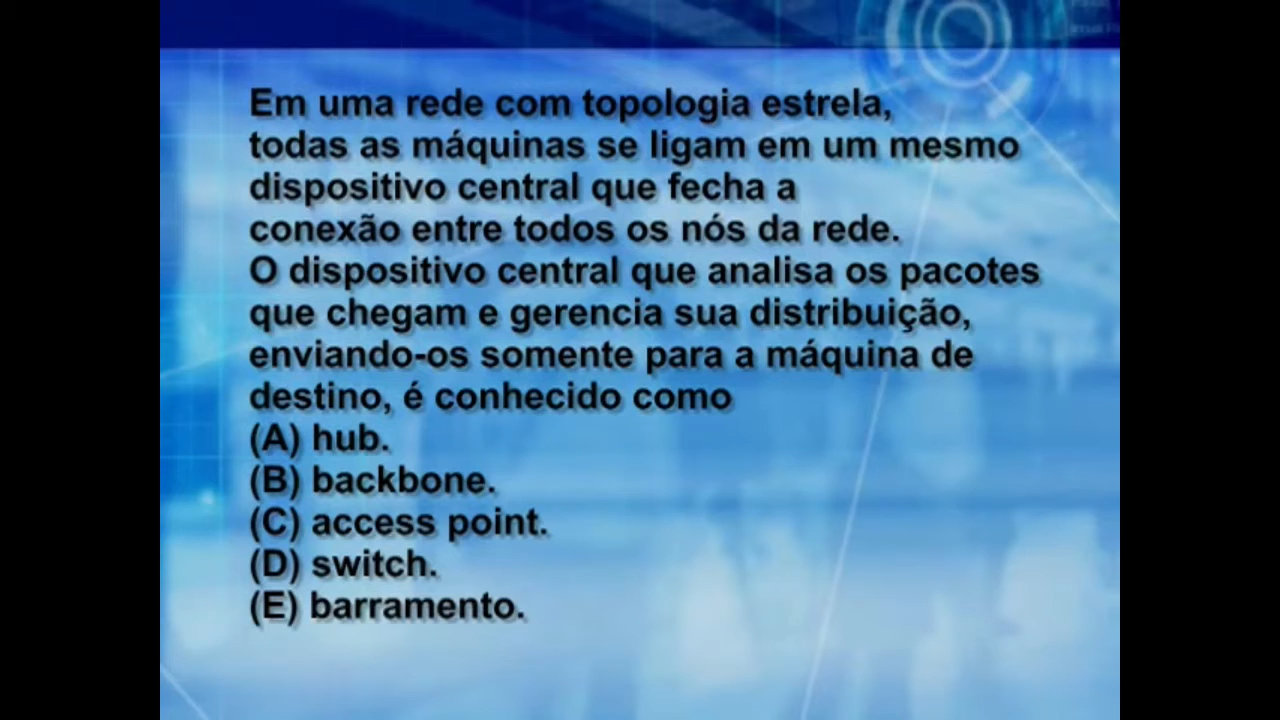 Em uma rede com topologia estrela,
todas as máquinas se ligam em um mesmo
dispositivo central que fecha a
conexão entre todos os nós da rede.
O dispositivo central que analisa os pacotes
que chegam e gerencia sua distribuição,
enviando-os somente para a máquina de
destino, é conhecido como
(A) hub.
(B) backbone.
(C) access point.
(D) switch.
(E) barramento.